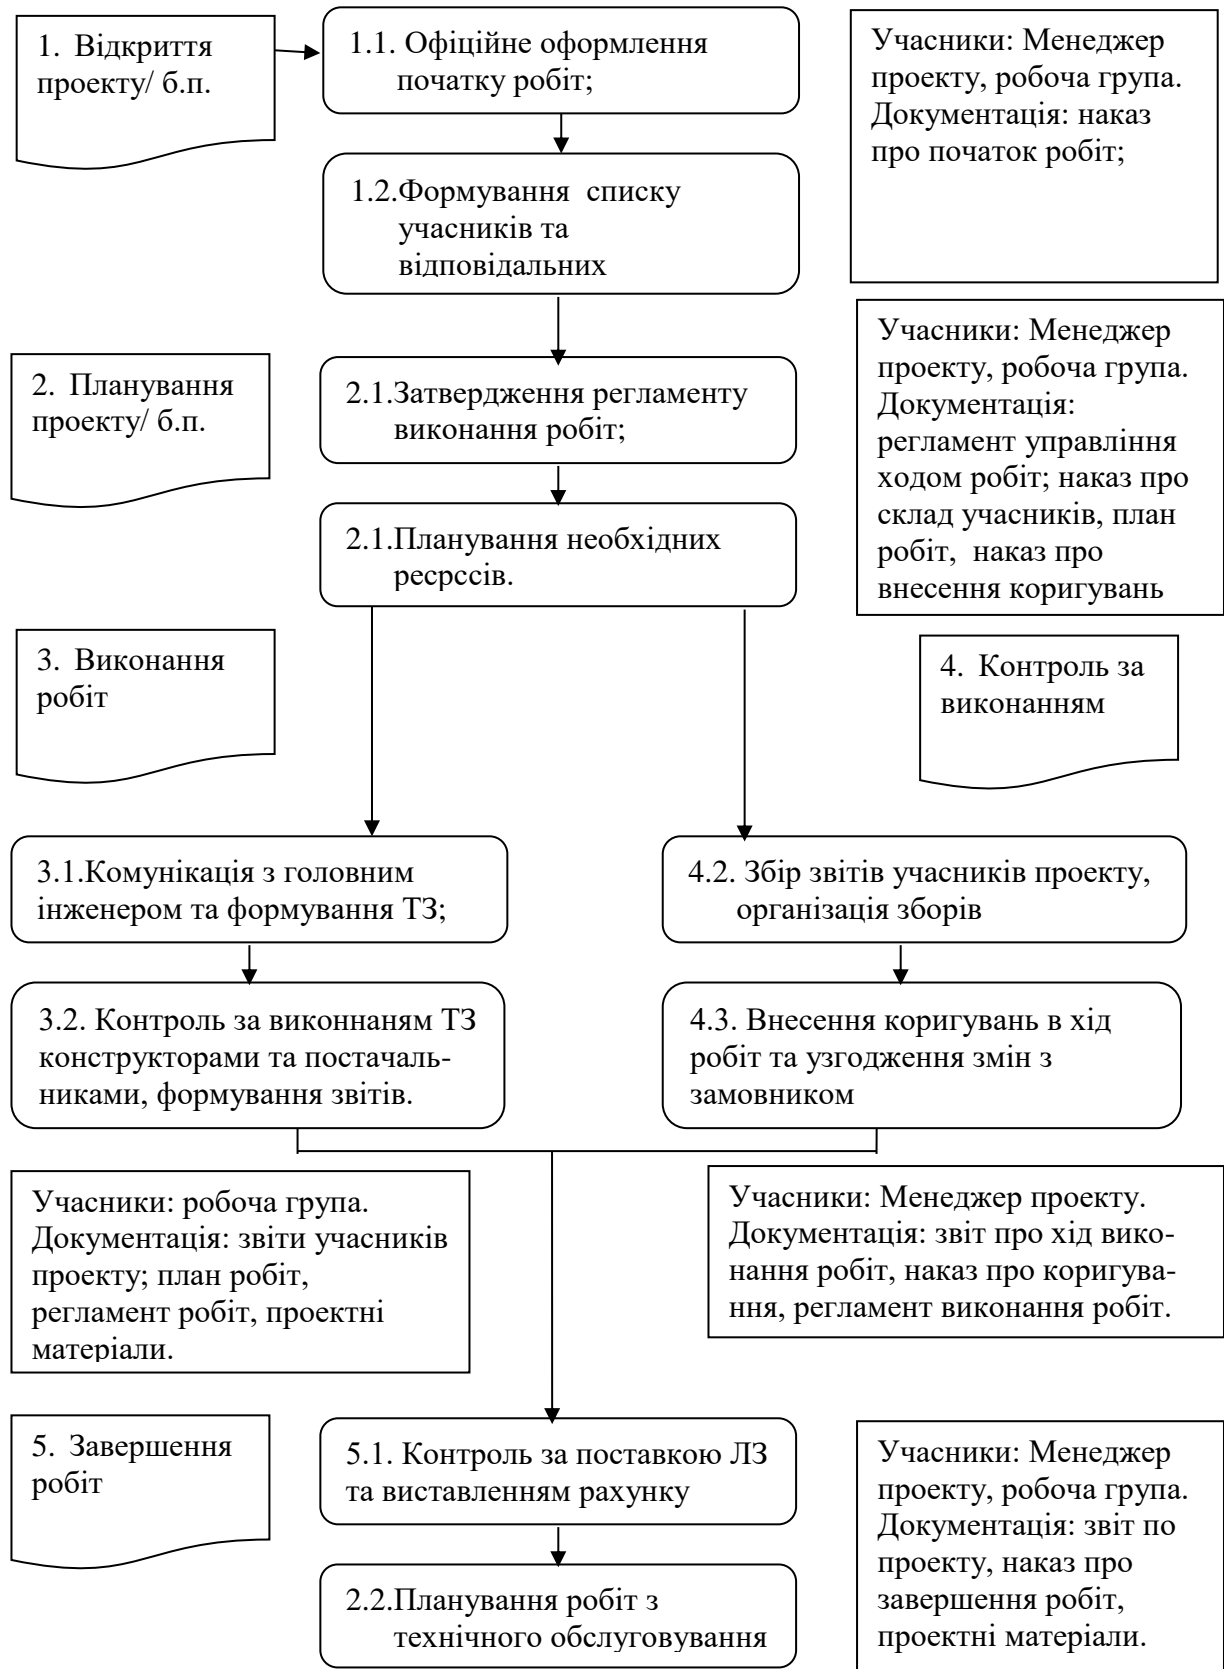 1. Відкриття
проекту/ б.п.
1.1. Офіційне оформлення
початку робіт;
Учасники: Менеджер
проекту, робоча група.
Документація: наказ
про початок робіт;
1.2.Формування списку
учасників та
відповідальних
2. Планування
проекту/ б.п.
2.1.Затвердження регламенту
виконання робіт;
Учасники: Менеджер
проекту, робоча група.
Документація:
регламент управління
ходом робіт; наказ про
склад учасників, план
робіт, наказ про
внесення коригувань
2.1.Планування необхідних
ресрссів.
3. Виконання
робіт
4. Контроль за
виконанням
3.1.Комунікація з головним
інженером та формування ТЗ;
4.2. Збір звітів учасників проекту,
організація зборів
3.2. Контроль за виконнаням ТЗ
конструкторами та постачаль-
никами, формування звітів.
4.3. Внесення коригувань в хід
робіт та узгодження змін з
замовником
Учасники: робоча група.
Документація: звіти учасників
проекту; план робіт,
регламент робіт, проектні
матеріали.
Учасники: Менеджер проекту.
Документація: звіт про хід вико-
нання робіт, наказ про коригува-
ння, регламент виконання робіт.
5. Завершення
робіт
5.1. Контроль за поставкою ЛЗ
та виставленням рахунку
Учасники: Менеджер
проекту, робоча група.
Документація: звіт по
проекту, наказ про
завершення робіт,
проектні матеріали.
2.2.Планування робіт з
технічного обслуговування